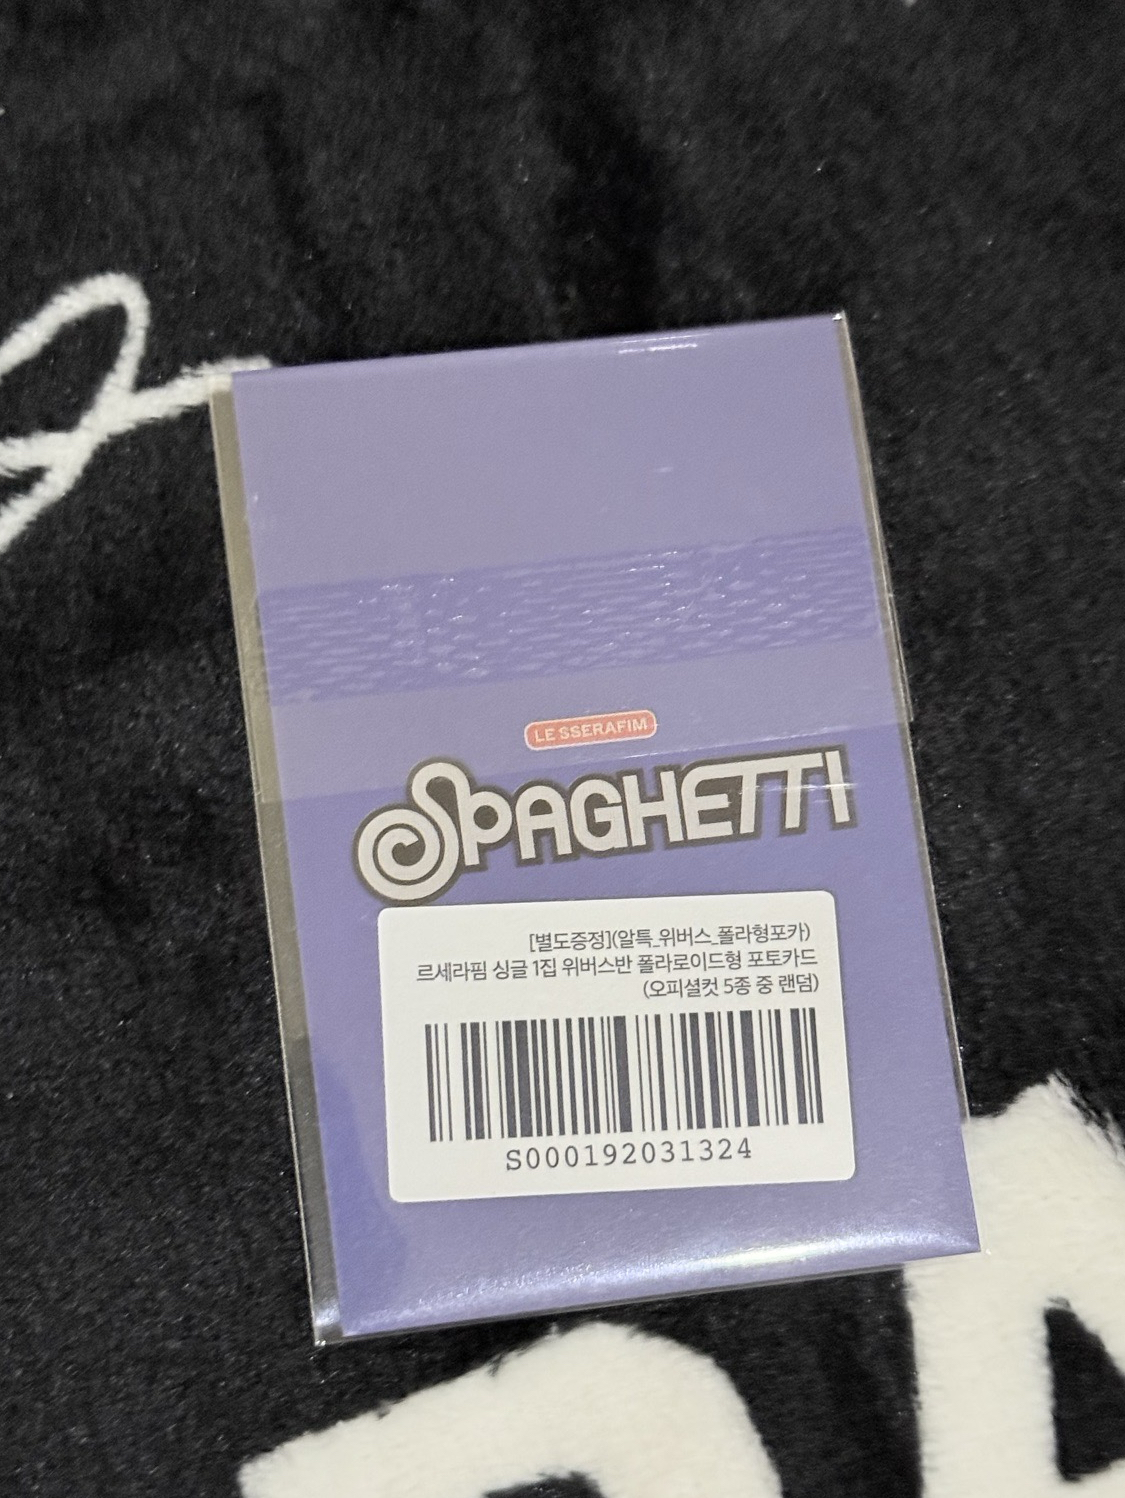 LE SSERAFIM
SPAGHETTI
[별도증정](알특_위버스_폴라형포카)
르세라핌 싱글 1집 위버스반 폴라로이드형 포토카드
(오피셜컷 5종 중 랜덤)
S000192031324